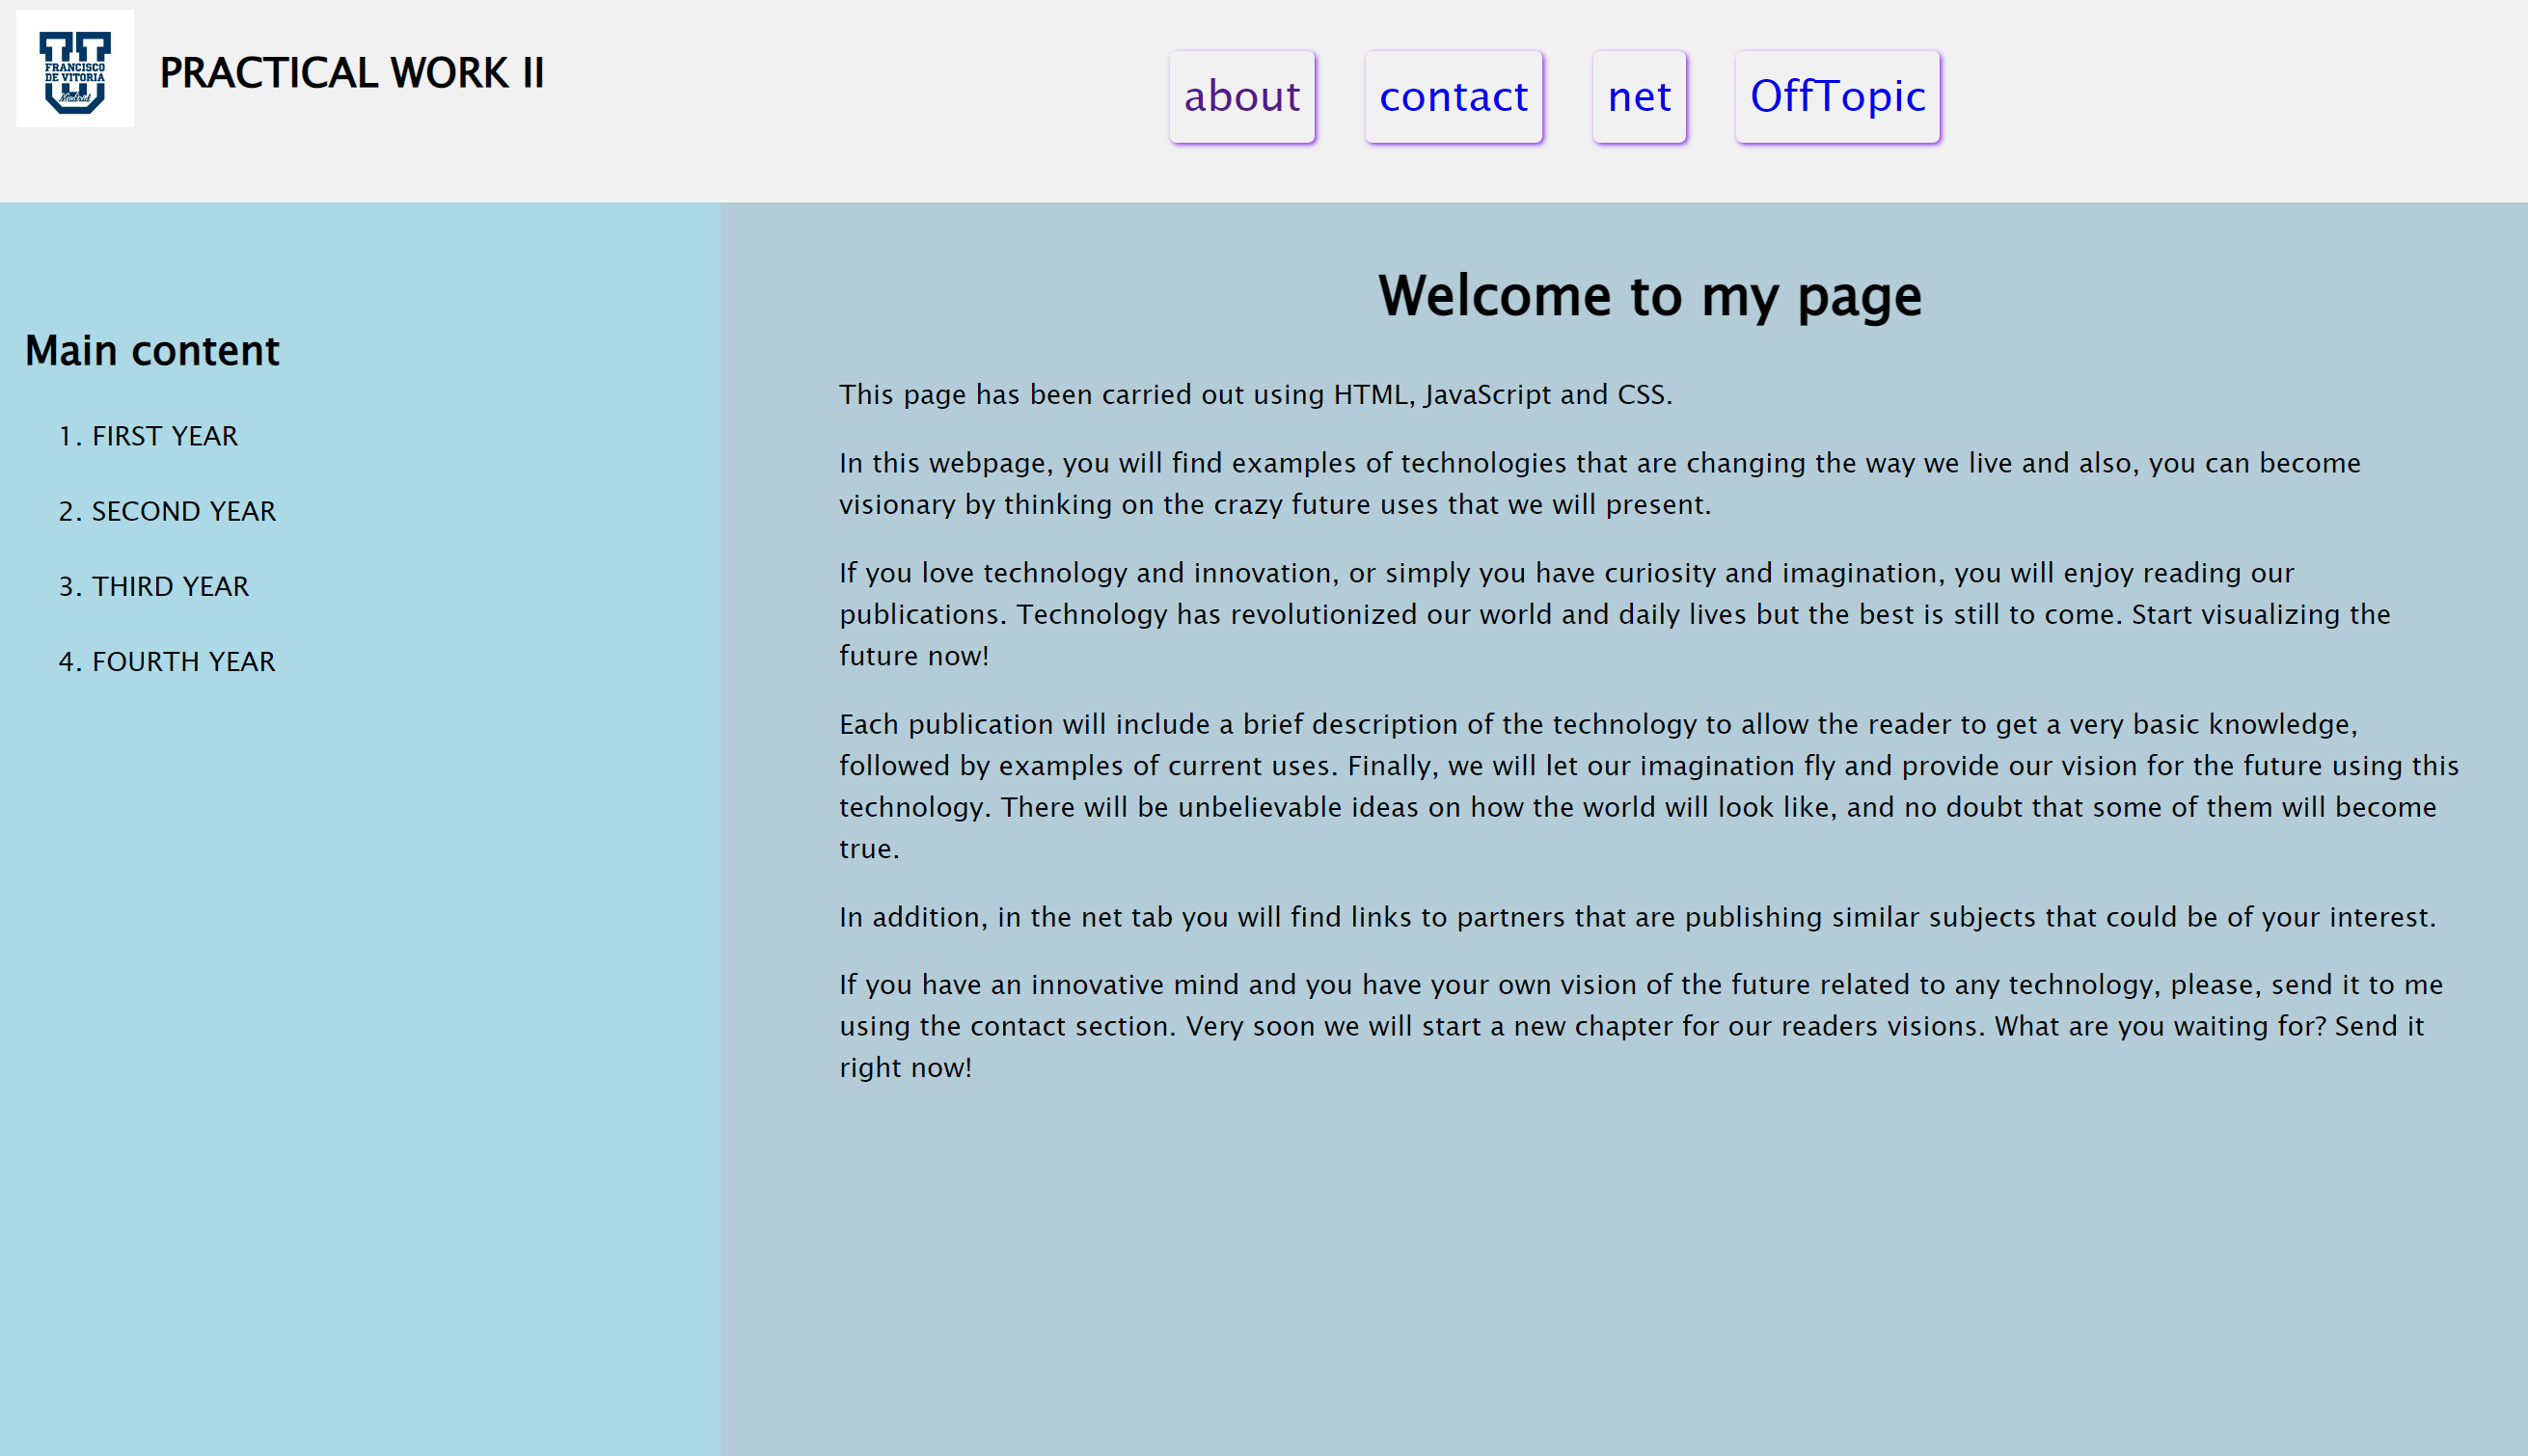 FRANCISCO
DE VITORIA
Madrid
PRACTICAL WORK II
about
contact
net
OffTopic
Main content
1. FIRST YEAR
2. SECOND YEAR
3. THIRD YEAR
4. FOURTH YEAR
Welcome to my page
This page has been carried out using HTML, JavaScript and CSS.
In this webpage, you will find examples of technologies that are changing the way we live and also, you can become
visionary by thinking on the crazy future uses that we will present.
If you love technology and innovation, or simply you have curiosity and imagination, you will enjoy reading our
publications. Technology has revolutionized our world and daily lives but the best is still to come. Start visualizing the
future now!
Each publication will include a brief description of the technology to allow the reader to get a very basic knowledge,
followed by examples of current uses. Finally, we will let our imagination fly and provide our vision for the future using this
technology. There will be unbelievable ideas on how the world will look like, and no doubt that some of them will become
true.
In addition, in the net tab you will find links to partners that are publishing similar subjects that could be of your interest.
If you have an innovative mind and you have your own vision of the future related to any technology, please, send it to me
using the contact section. Very soon we will start a new chapter for our readers visions. What are you waiting for? Send it
right now!